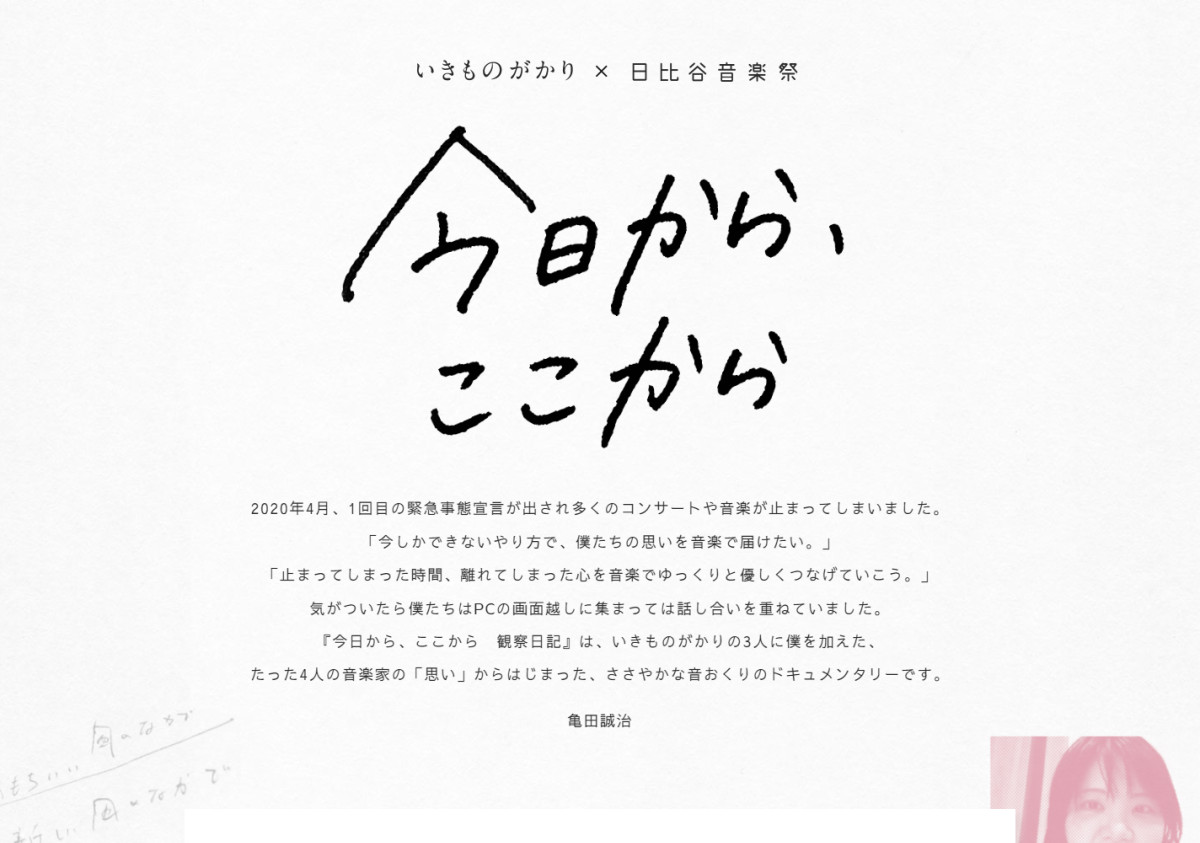 いきものがかり × 日比谷音楽祭
今日から、
ここから
2020年4月、1回目の緊急事態宣言が出され多くのコンサートや音楽が止まってしまいました。
「今しかできないやり方で、僕たちの思いを音楽で届けたい。」
「止まってしまった時間、離れてしまった心を音楽でゆっくりと優しくつなげていこう。」
気がついたら僕たちはPCの画面越しに集まっては話し合いを重ねていました。
『今日から、ここから　観察日記』は、いきものがかりの3人に僕を加えた、
たった4人の音楽家の「思い」からはじまった、ささやかな音おくりのドキュメンタリーです。
亀田誠治